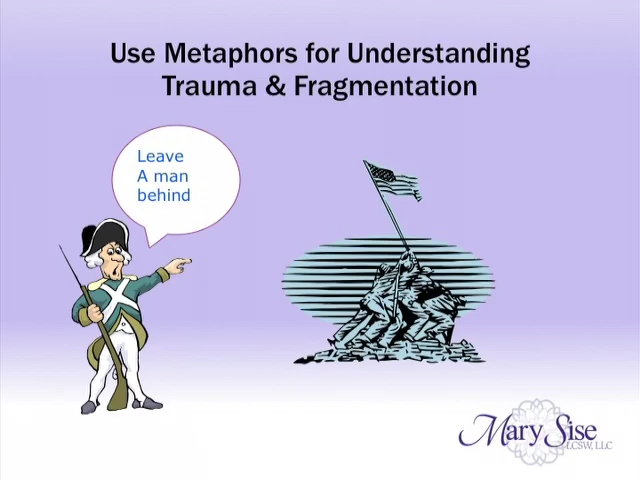 Use Metaphors for Understanding
Trauma & Fragmentation
Leave
A man
behind
Mary Sise
LCSW, LLC